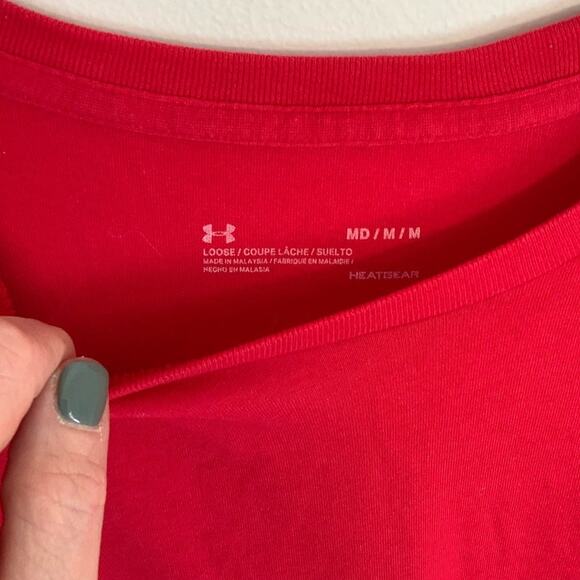 MD / M / M
LOOSE / COUPE LÂCHE / SUELTO
MADE IN MALAYSIA / FABRIQUÉ EN MALAISIE /
HECHO EN MALASIA
HEATGEAR